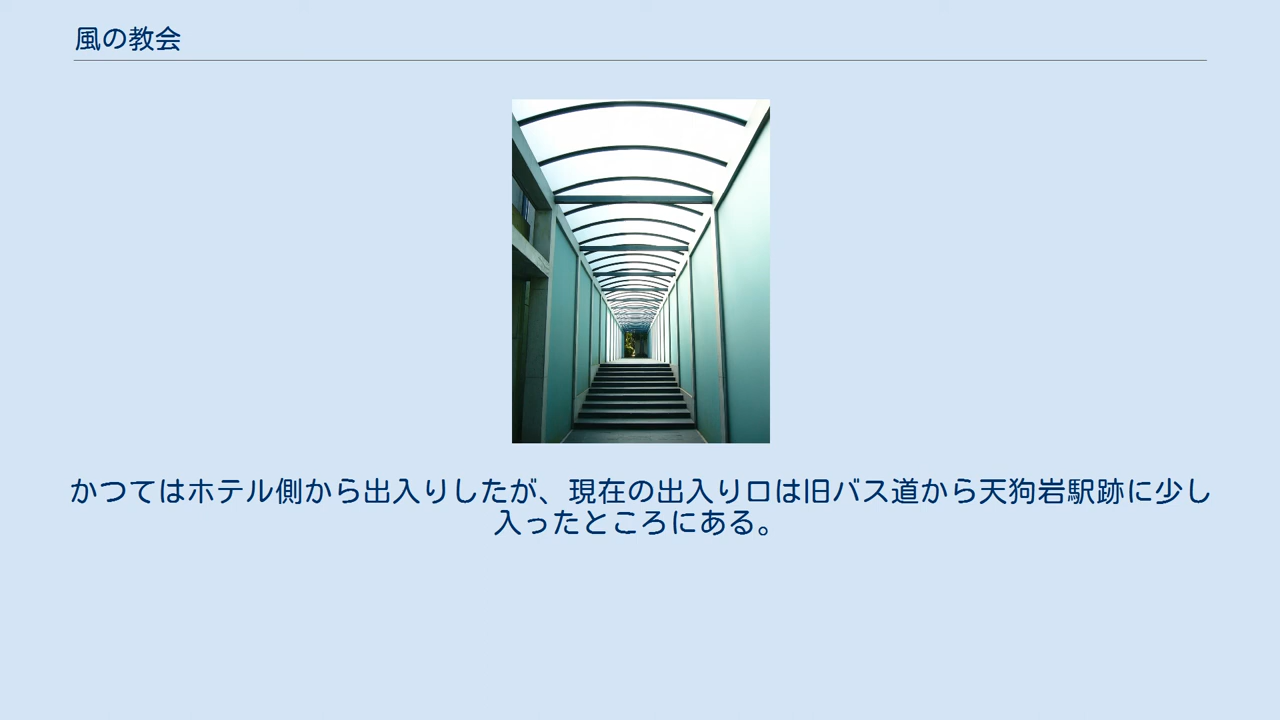 風の教会
かつてはホテル側から出入りしたが、現在の出入り口は旧バス道から天狗岩駅跡に少し
入ったところにある。